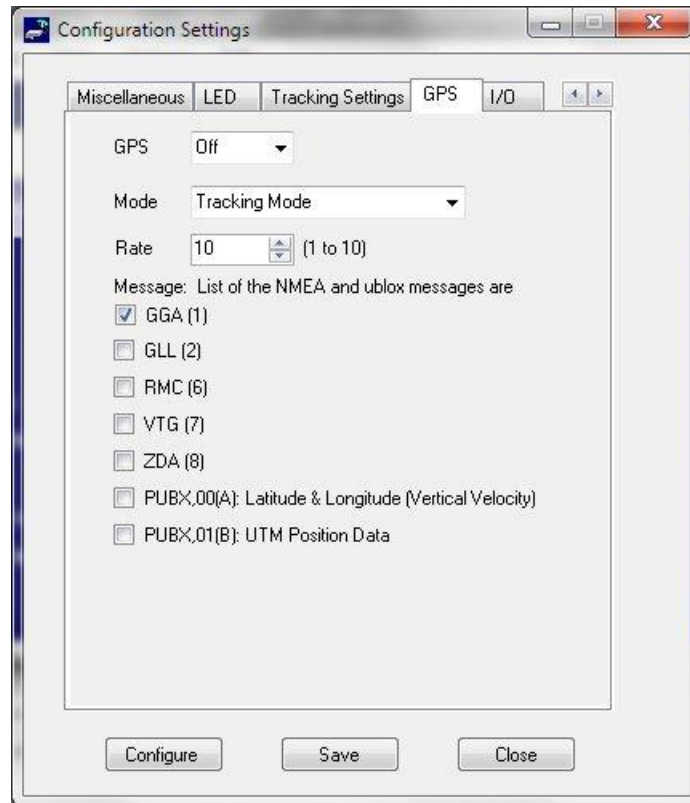 Configuration Settings
Miscellaneous LED Tracking Settings GPS I/O
GPS Off
Mode Tracking Mode
Rate 10 (1 to 10)
Message: List of the NMEA and ublox messages are
GGA (1)
GLL (2)
RMC (6)
VTG (7)
ZDA (8)
PUBX,00(A): Latitude & Longitude (Vertical Velocity)
PUBX,01(B): UTM Position Data
Configure Save Close